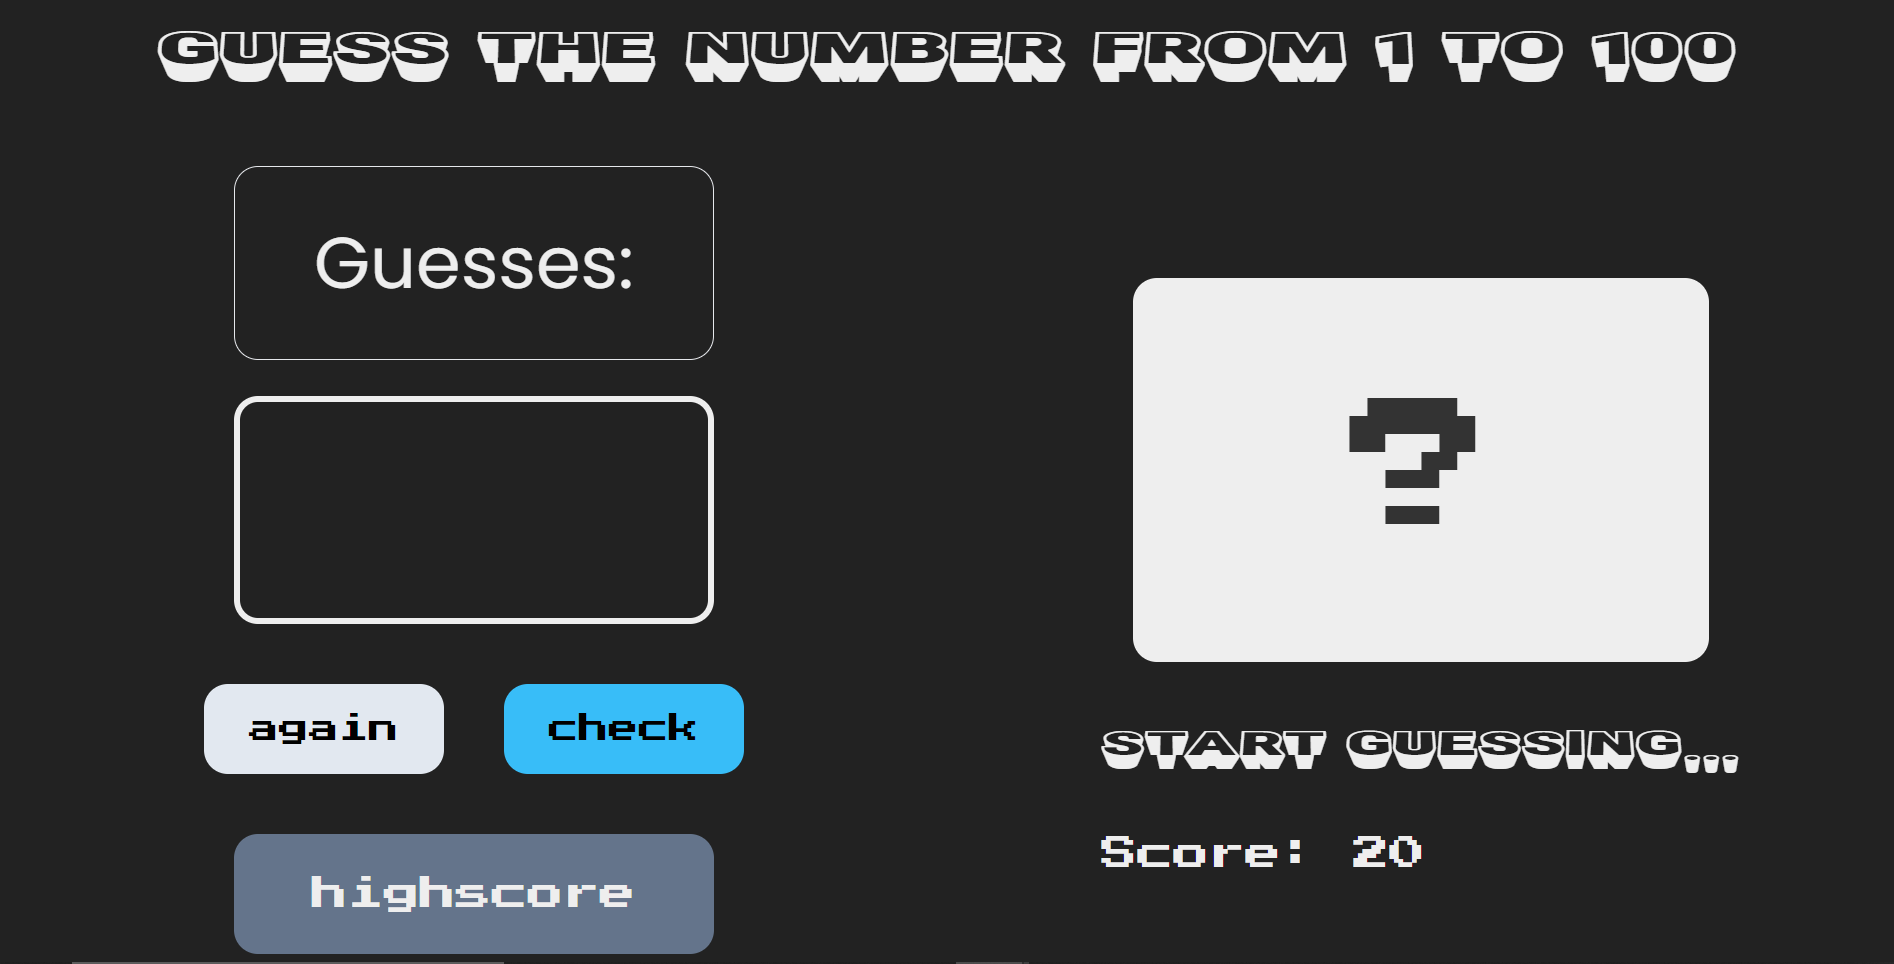 GUESS THE NUMBER FROM 1 TO 100
Guesses:
?
again
check
highscore
START GUESSING...
Score: 20